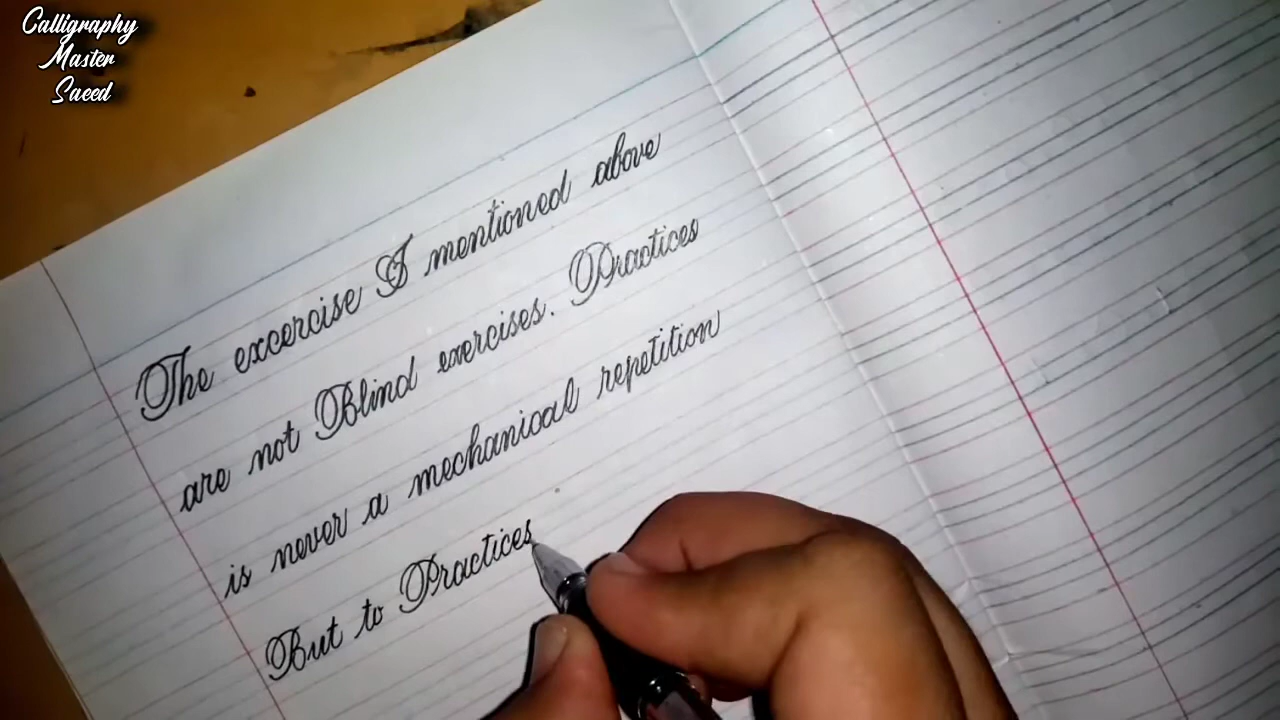 Calligraphy
Master
Saeed
The excercise I mentioned above
are not Blind exercises. Practices
is never a mechanical repetition
But to Practices